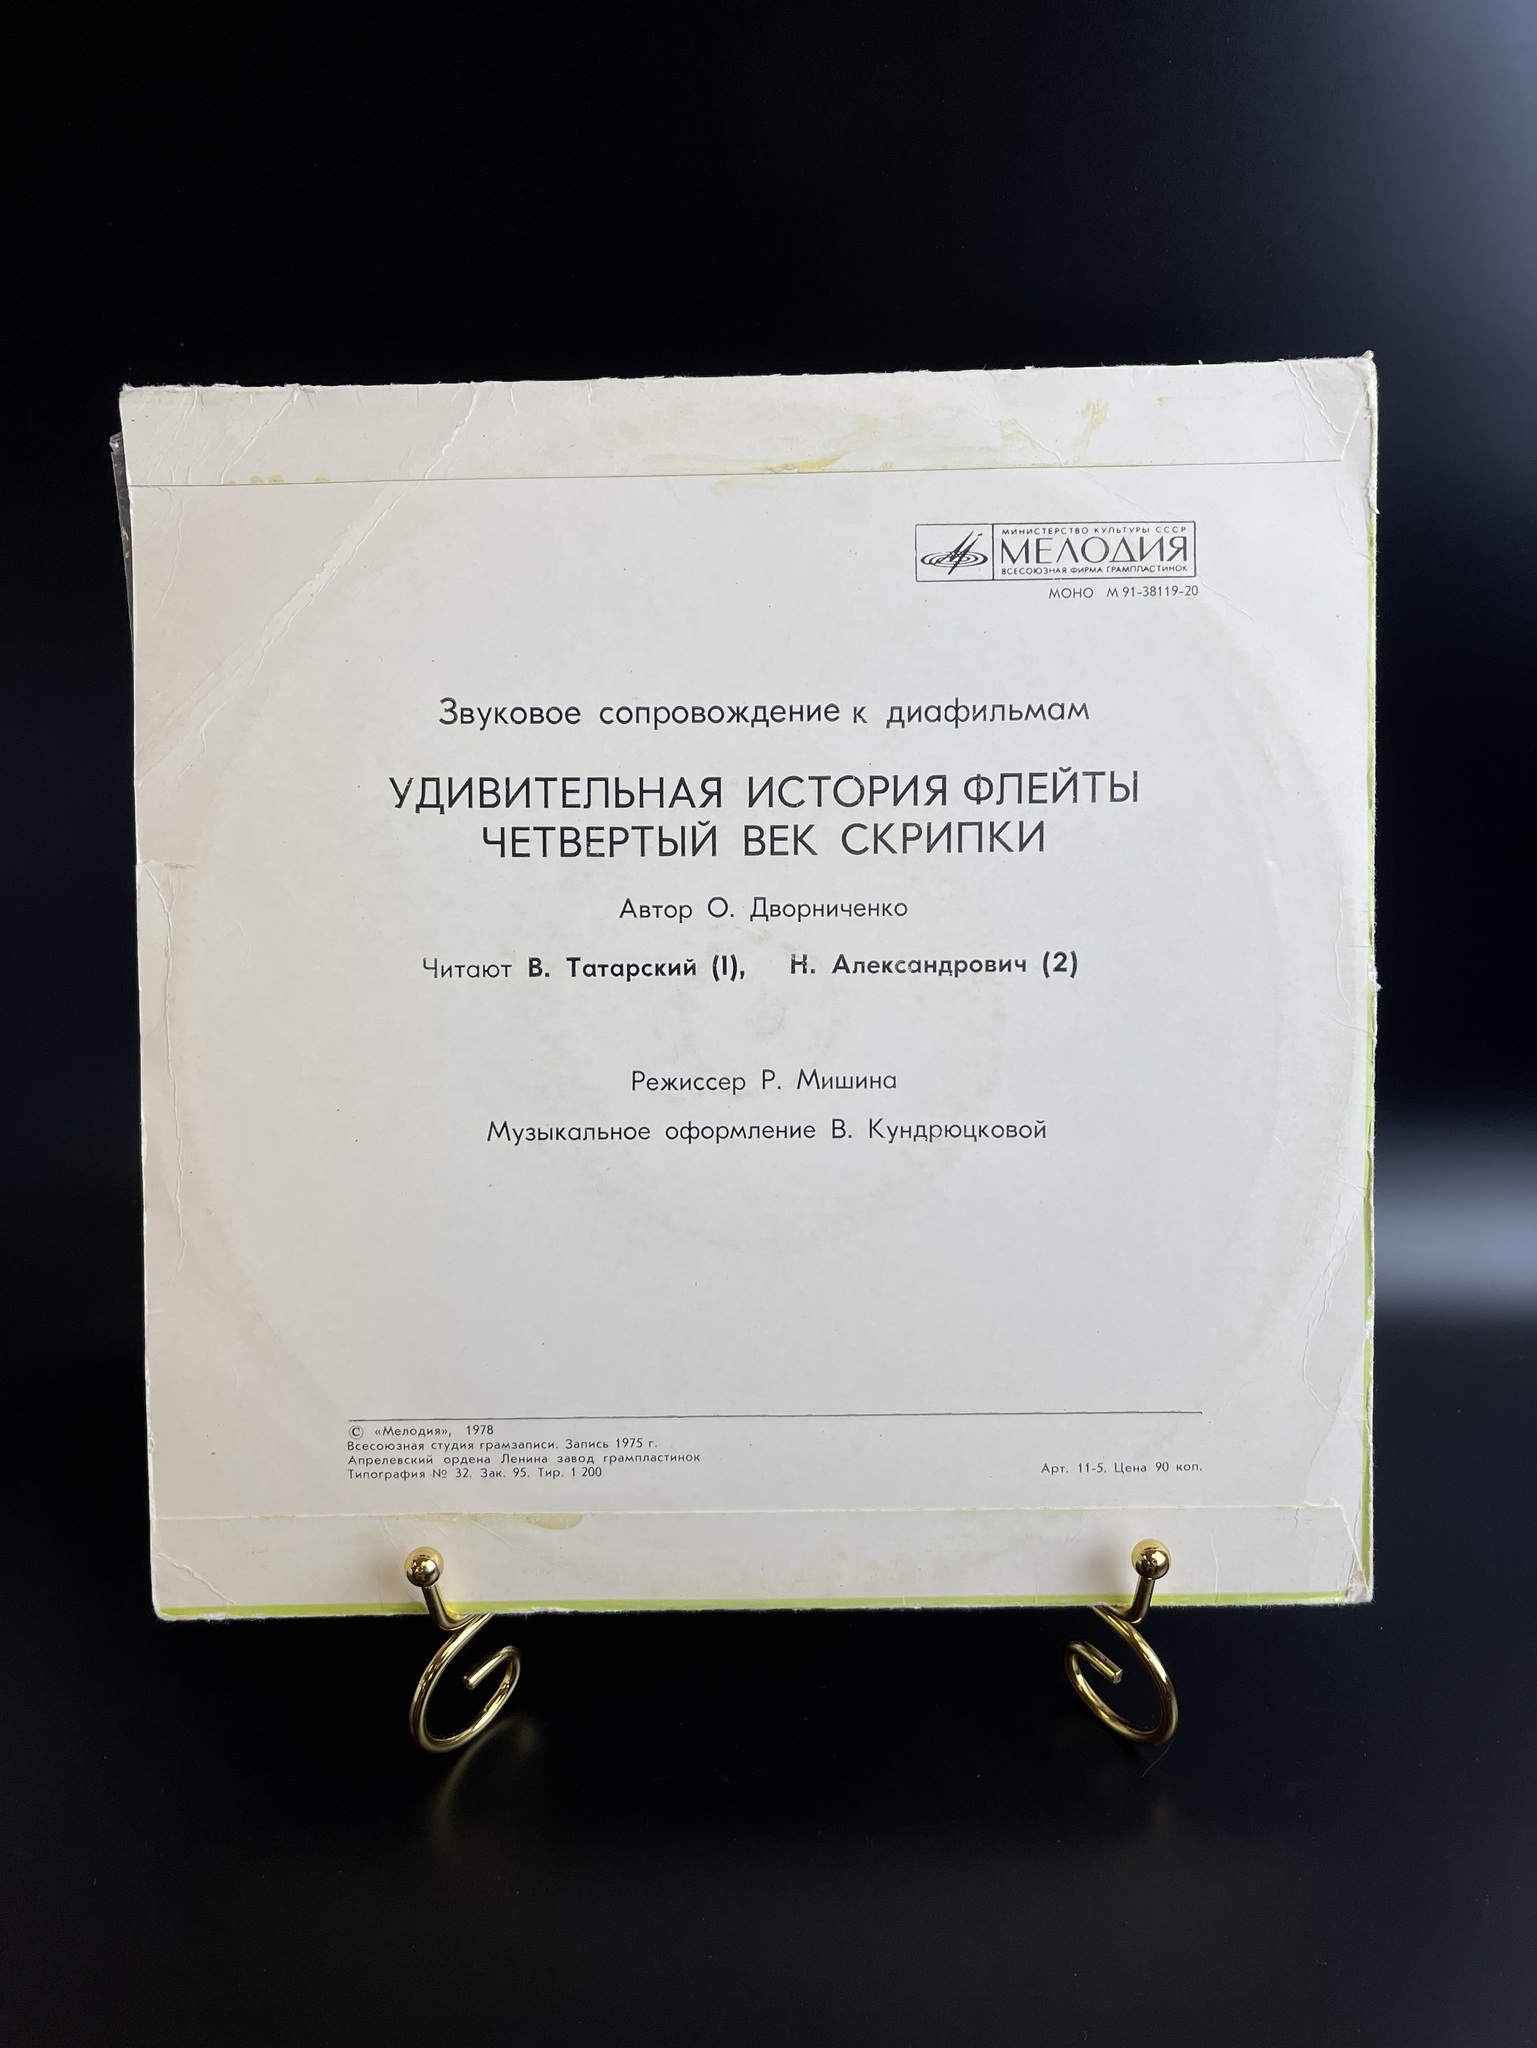 МИНИСТЕРСТВО КУЛЬТУРЫ СССР
МЕЛОДИЯ
ВСЕСОЮЗНАЯ ФИРМА ГРАМПЛАСТИНОК
МОНО М 91-38119-20
Звуковое сопровождение к диафильмам
УДИВИТЕЛЬНАЯ ИСТОРИЯ ФЛЕЙТЫ
ЧЕТВЕРТЫЙ ВЕК СКРИПКИ
Автор О. Дворниченко
Читают В. Татарский (I), Н. Александрович (2)
Режиссер Р. Мишина
Музыкальное оформление В. Кундрюцковой
© «Мелодия», 1978
Всесоюзная студия грамзаписи. Запись 1975 г.
Апрелевский ордена Ленина завод грампластинок
Типография № 32. Зак. 95. Тир. 1 200
Арт. 11-5. Цена 90 коп.